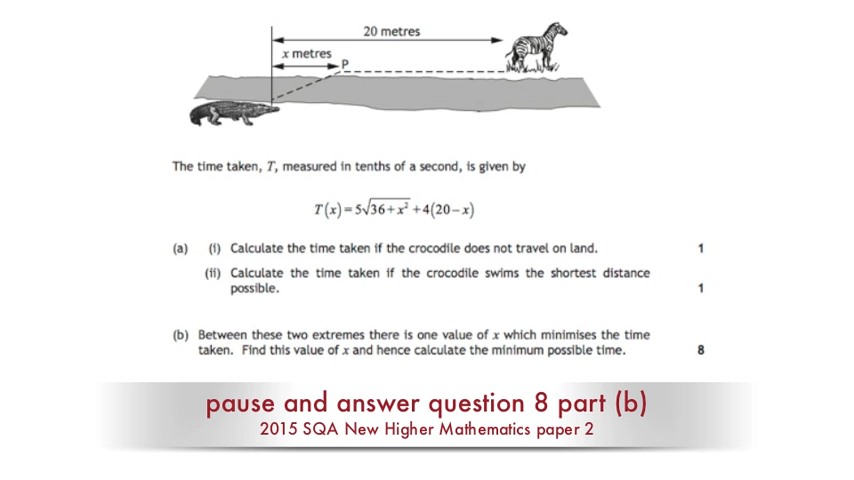 20 metres
x metres
P
The time taken, T, measured in tenths of a second, is given by
T(x)=5√36+x² +4(20−x)
(a) (i) Calculate the time taken if the crocodile does not travel on land. 1
(ii) Calculate the time taken if the crocodile swims the shortest distance
possible. 1
(b) Between these two extremes there is one value of x which minimises the time
taken. Find this value of x and hence calculate the minimum possible time. 8
pause and answer question 8 part (b)
2015 SQA New Higher Mathematics paper 2